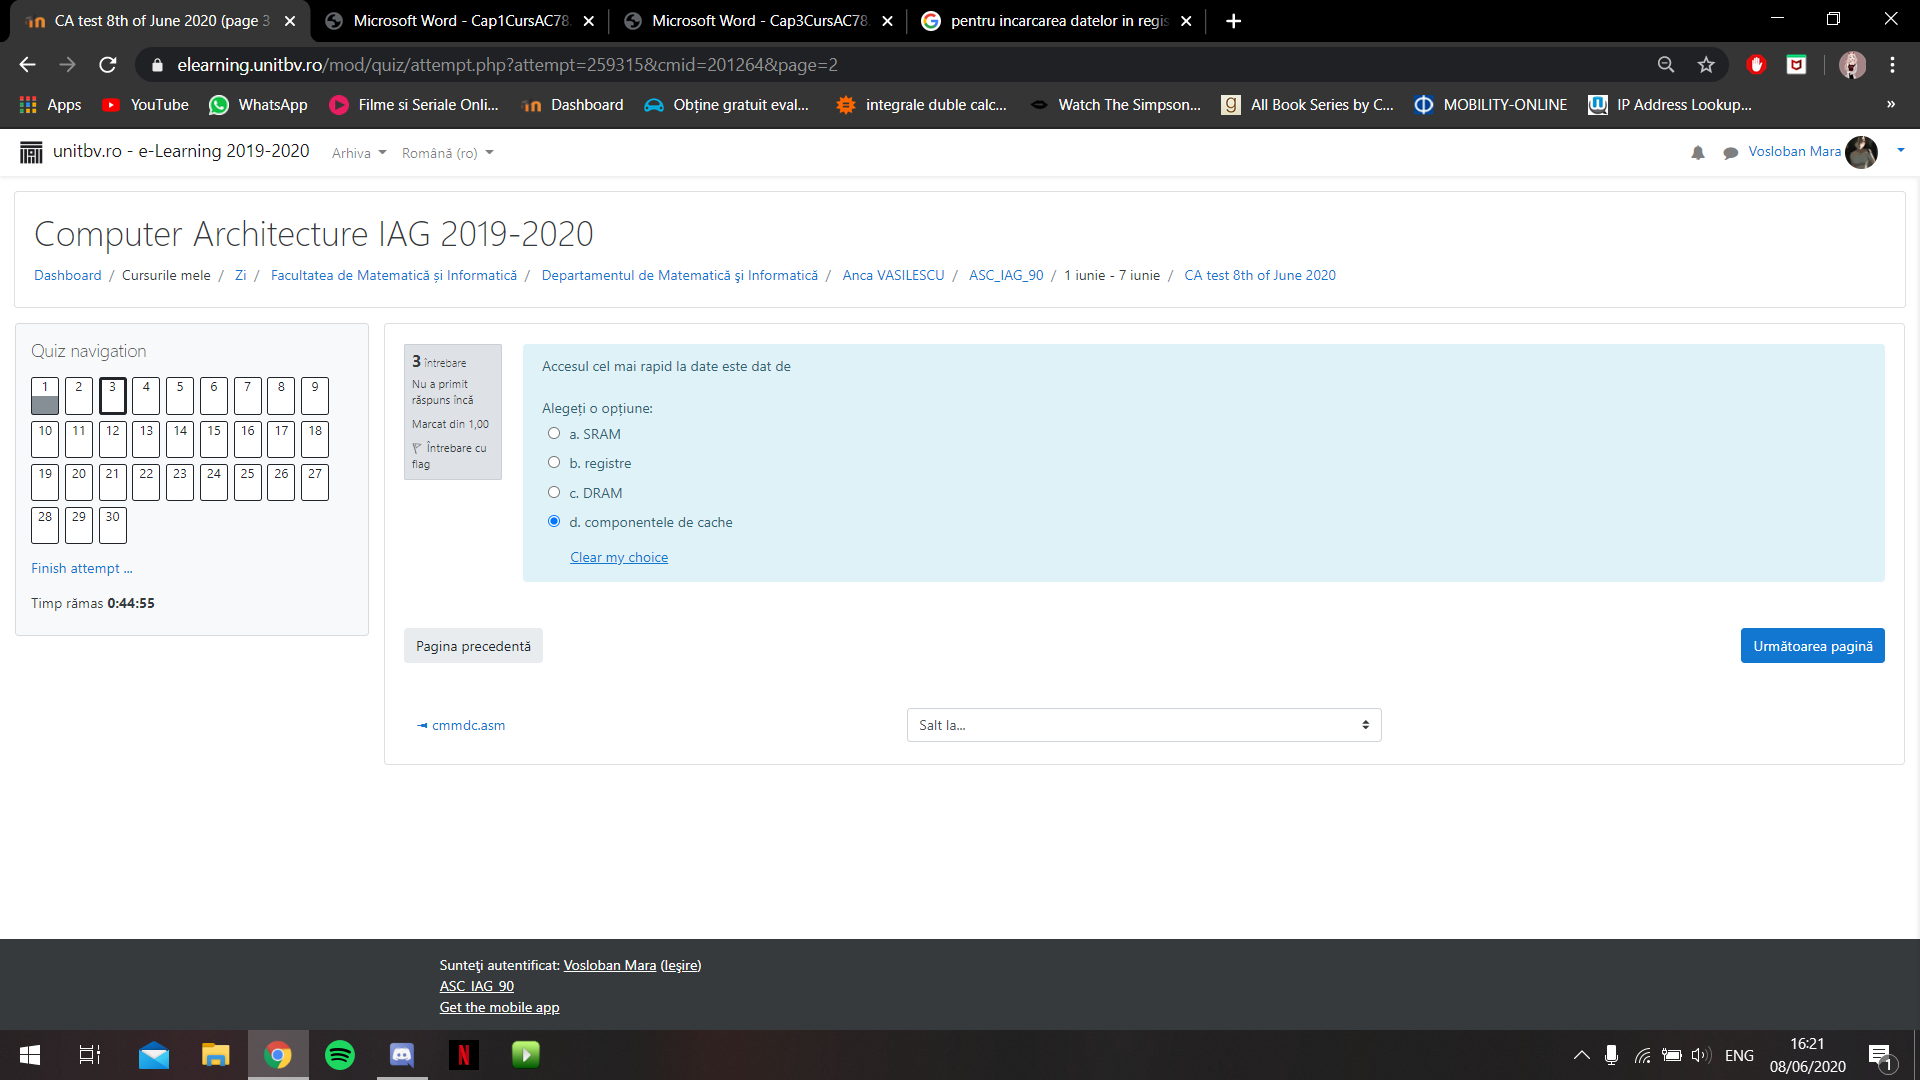 CA test 8th of June 2020 (page 3
Microsoft Word - Cap1CursAC78.
Microsoft Word - Cap3CursAC78.
pentru incarcarea datelor in regis
elearning.unitbv.ro/mod/quiz/attempt.php?attempt=259315&cmid=201264&page=2
Apps
YouTube
WhatsApp
Filme si Seriale Onli...
Dashboard
Obține gratuit eval...
integrale duble calc...
Watch The Simpson...
All Book Series by C...
MOBILITY-ONLINE
IP Address Lookup...
»
unitbv.ro - e-Learning 2019-2020
Arhiva
Română (ro)
Vosloban Mara
Computer Architecture IAG 2019-2020
Dashboard / Cursurile mele / Zi / Facultatea de Matematică și Informatică / Departamentul de Matematică şi Informatică / Anca VASILESCU / ASC_IAG_90 / 1 iunie - 7 iunie / CA test 8th of June 2020
Quiz navigation
1 2 3 4 5 6 7 8 9
10 11 12 13 14 15 16 17 18
19 20 21 22 23 24 25 26 27
28 29 30
Finish attempt ...
Timp rămas 0:44:55
3 întrebare
Nu a primit
răspuns încă
Marcat din 1,00
Întrebare cu
flag
Accesul cel mai rapid la date este dat de
Alegeți o opțiune:
a. SRAM
b. registre
c. DRAM
d. componentele de cache
Clear my choice
Pagina precedentă
Următoarea pagină
◄ cmmdc.asm
Salt la...
Sunteţi autentificat: Vosloban Mara (Ieşire)
ASC_IAG_90
Get the mobile app
ENG
16:21
08/06/2020
1